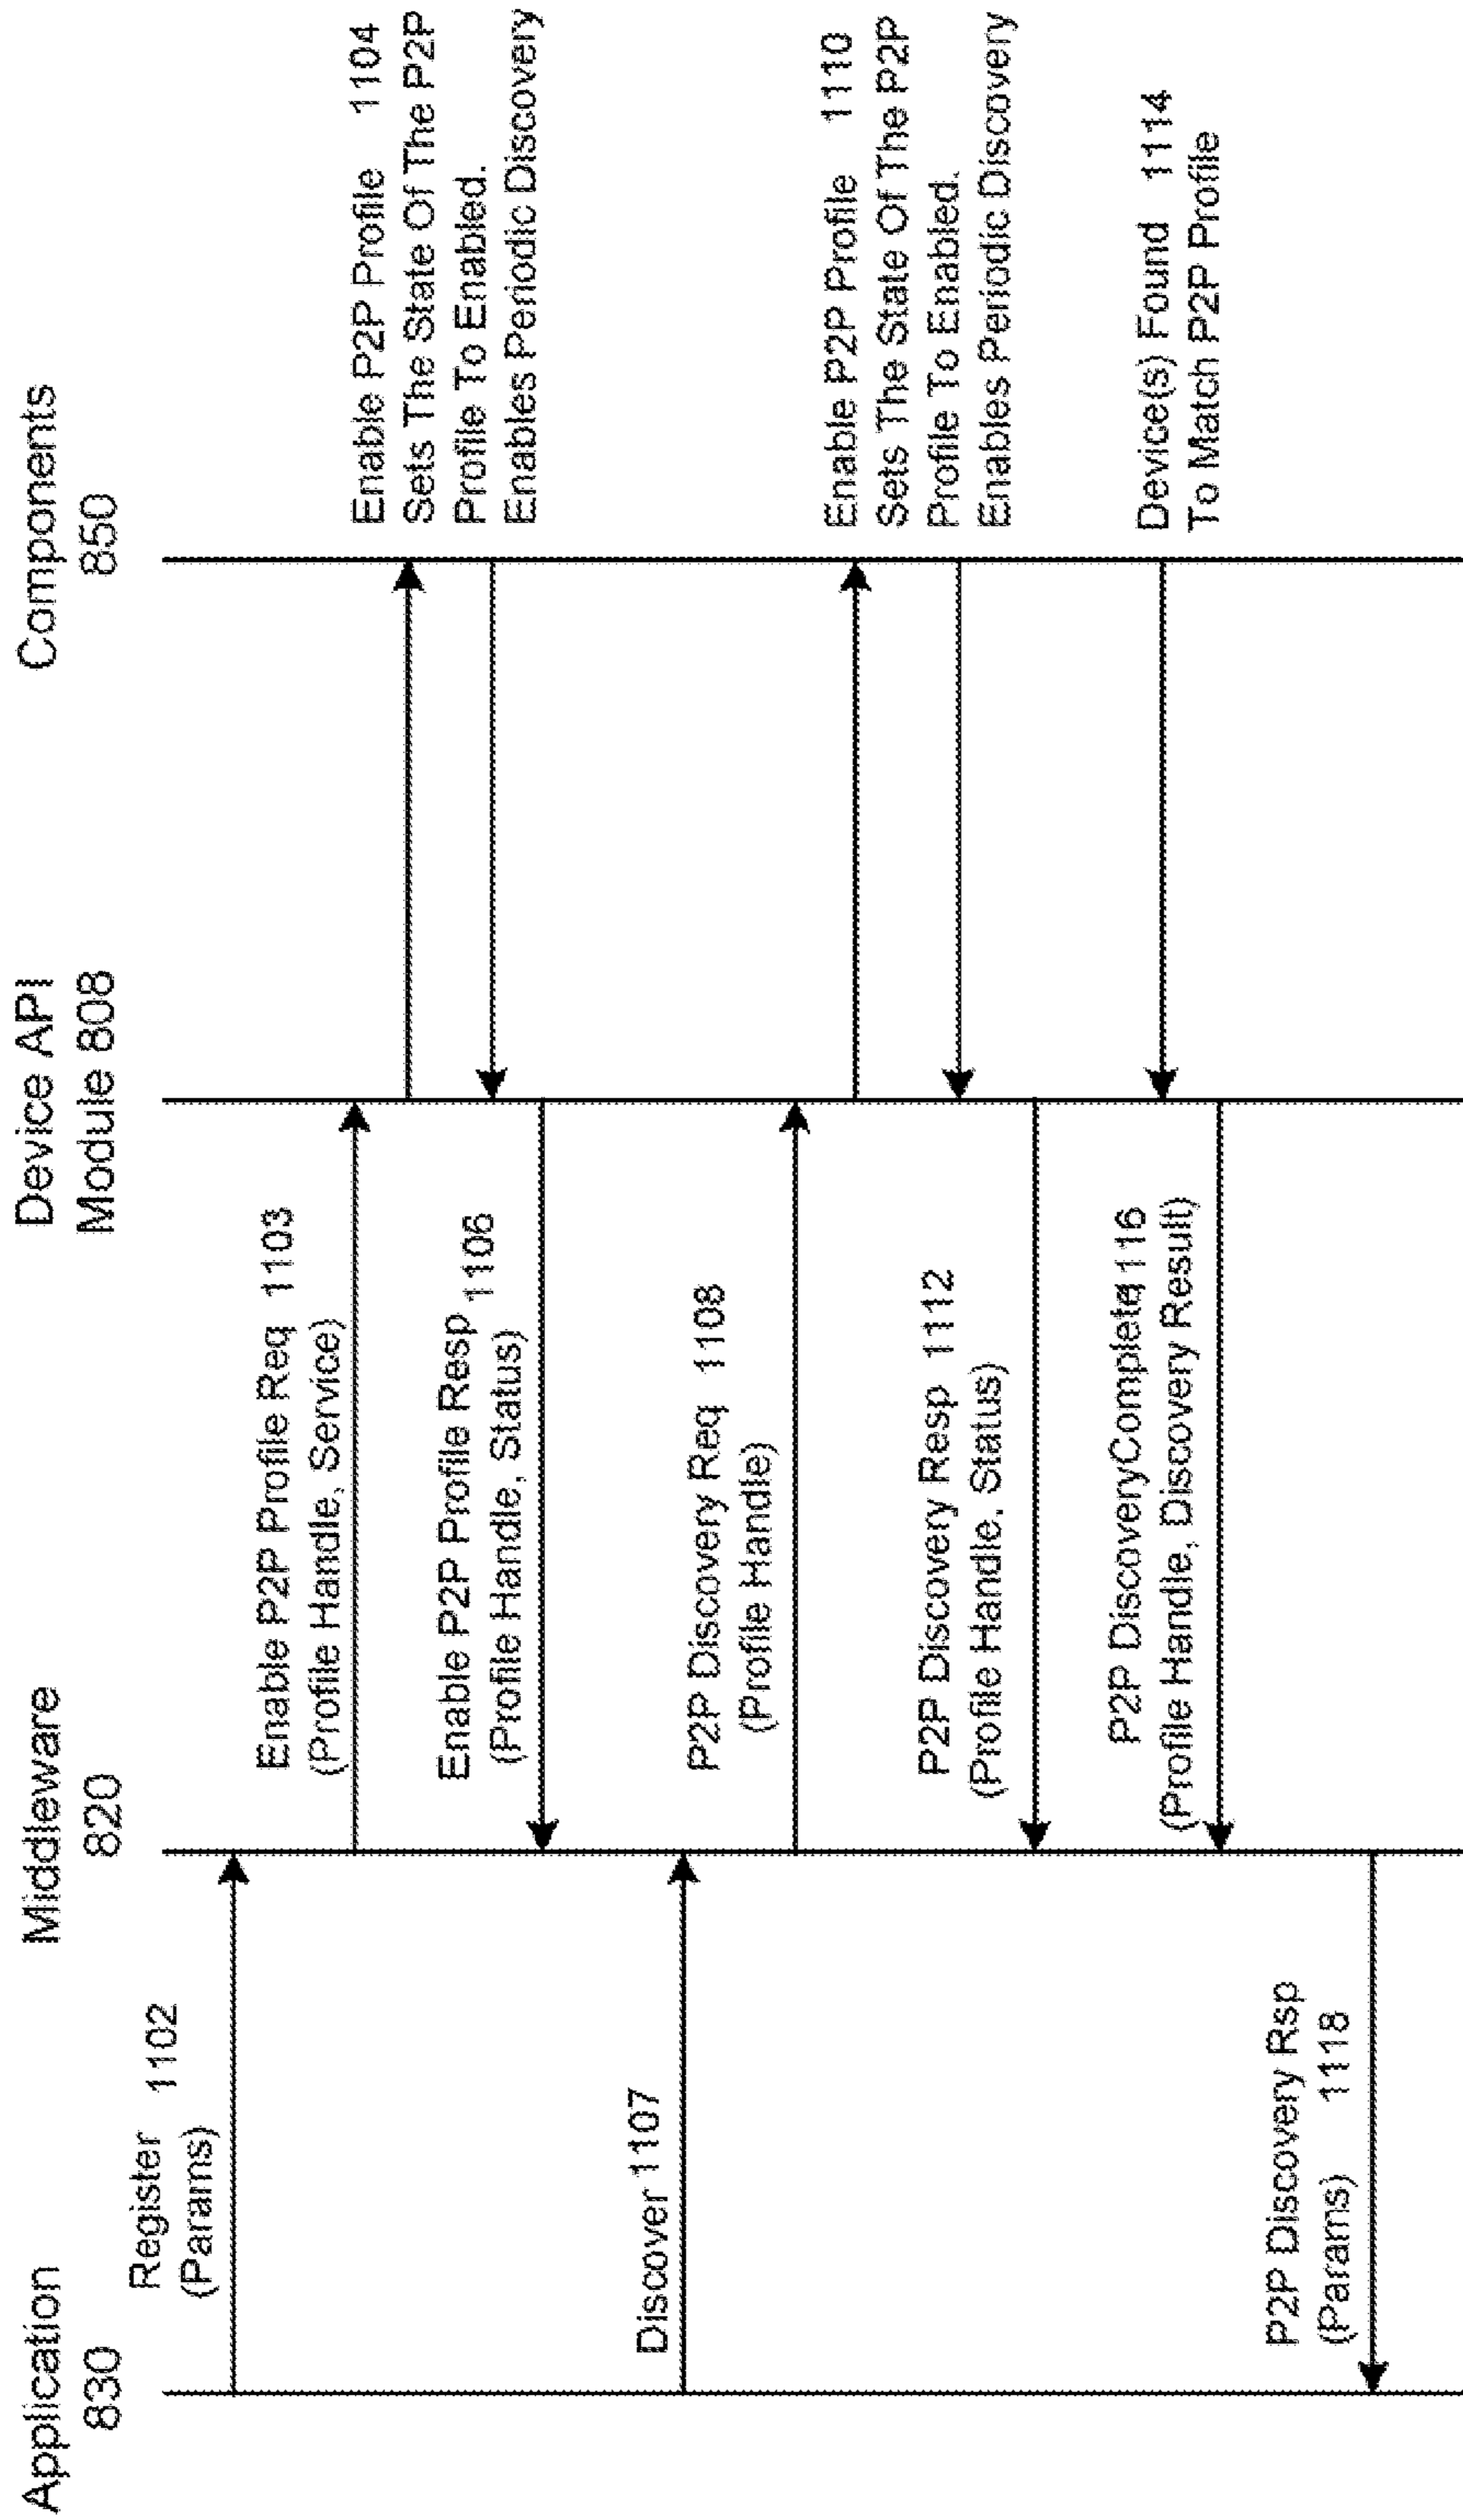 Application
830
Middleware
820
Device API
Module 808
Components
850
Register 1102
(Params)
Enable P2P Profile Req 1103
(Profile Handle, Service)
Enable P2P Profile 1104
Sets The State Of The P2P
Profile To Enabled.
Enables Periodic Discovery
Enable P2P Profile Resp 1106
(Profile Handle, Status)
Discover 1107
P2P Discovery Req 1108
(Profile Handle)
Enable P2P Profile 1110
Sets The State Of The P2P
Profile To Enabled.
Enables Periodic Discovery
P2P Discovery Resp 1112
(Profile Handle, Status)
Device(s) Found 1114
To Match P2P Profile
P2P DiscoveryComplete1116
(Profile Handle, Discovery Result)
P2P Discovery Rsp
(Params) 1118